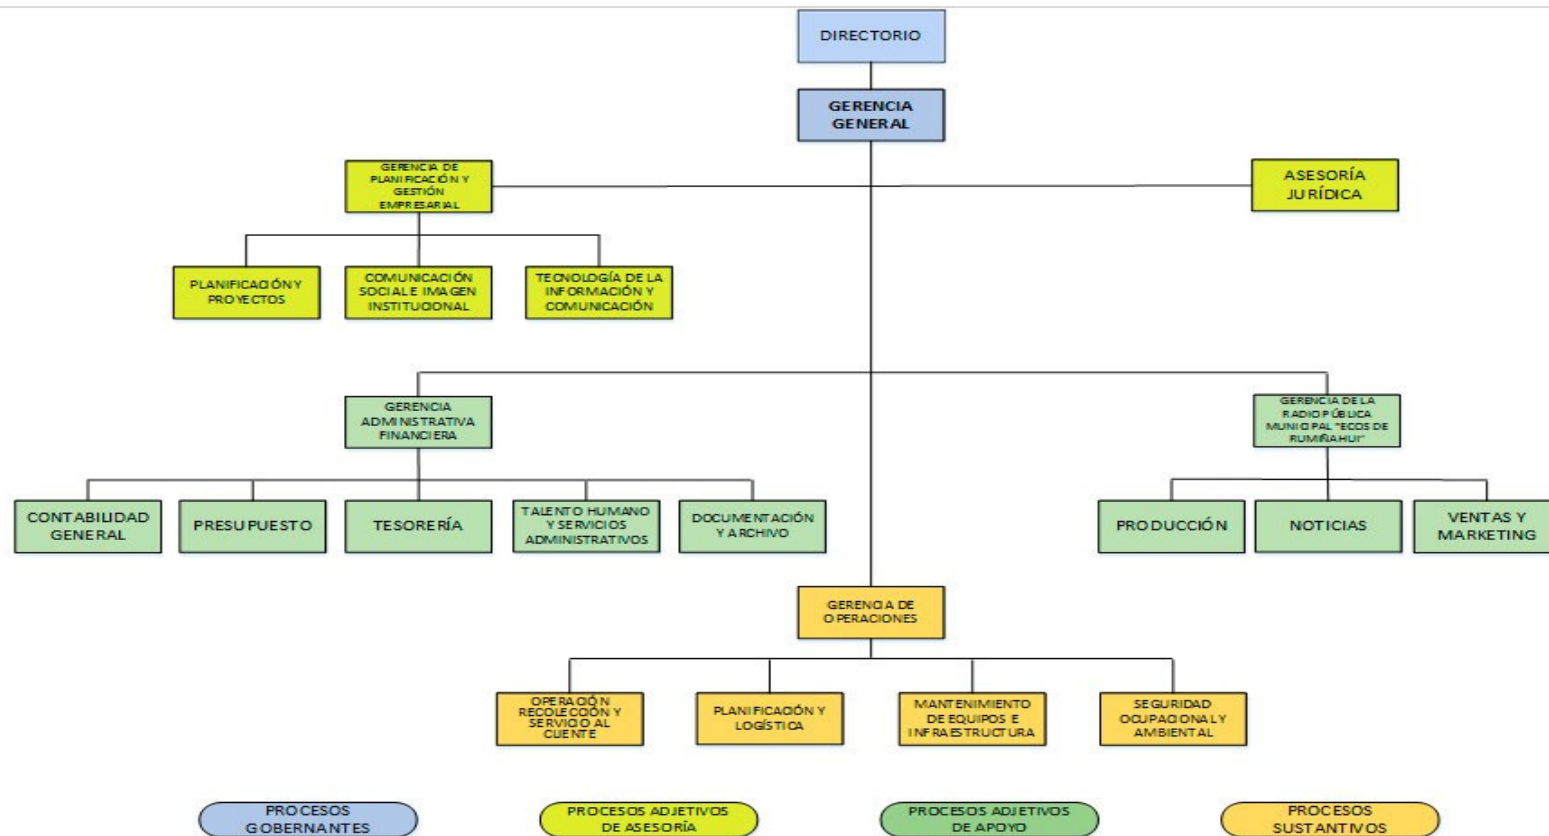 DIRECTORIO
GERENCIA
GENERAL
GERENCIA DE
PLANIFICACIÓN Y
GESTIÓN
EMPRESARIAL
ASESORÍA
JURÍDICA
PLANIFICACIÓN Y
PROYECTOS
COMUNICACIÓN
SOCIAL E IMAGEN
INSTITUCIONAL
TECNOLOGÍA DE LA
INFORMACIÓN Y
COMUNICACIÓN
GERENCIA
ADMINISTRATIVA
FINANCIERA
GERENCIA DE LA
RADIO PÚBLICA
MUNICIPAL "ECOS DE
RUMIÑAHUI"
CONTABILIDAD
GENERAL
PRESUPUESTO
TESORERÍA
TALENTO HUMANO
Y SERVICIOS
ADMINISTRATIVOS
DOCUMENTACIÓN
Y ARCHIVO
PRODUCCIÓN
NOTICIAS
VENTAS Y
MARKETING
GERENCIA DE
OPERACIONES
OPERACIÓN
RECOLECCIÓN Y
SERVICIO AL
CLIENTE
PLANIFICACIÓN Y
LOGÍSTICA
MANTENIMIENTO
DE EQUIPOS E
INFRAESTRUCTURA
SEGURIDAD
OCUPACIONAL Y
AMBIENTAL
PROCESOS
GOBERNANTES
PROCESOS ADJETIVOS
DE ASESORÍA
PROCESOS ADJETIVOS
DE APOYO
PROCESOS
SUSTANTIVOS